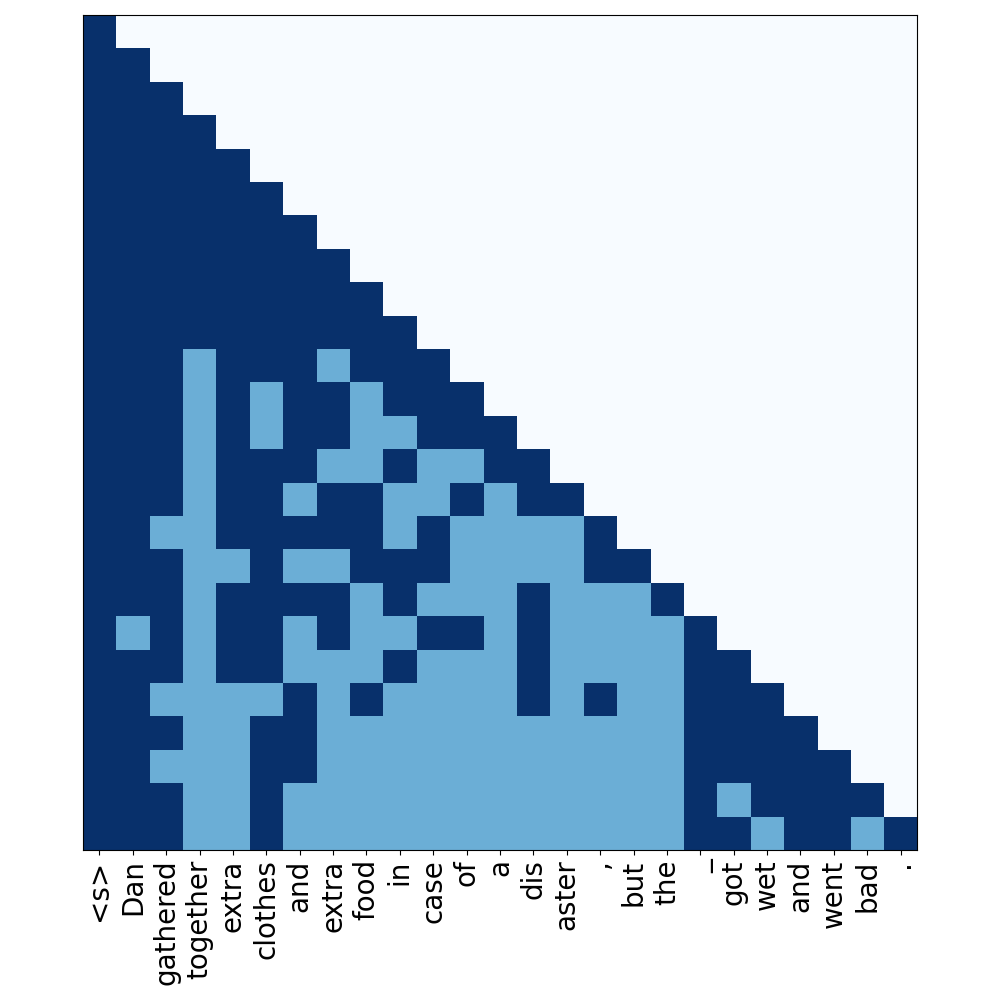 <s> Dan gathered together extra clothes and extra food in case of a dis aster , but the _ got wet and went bad .